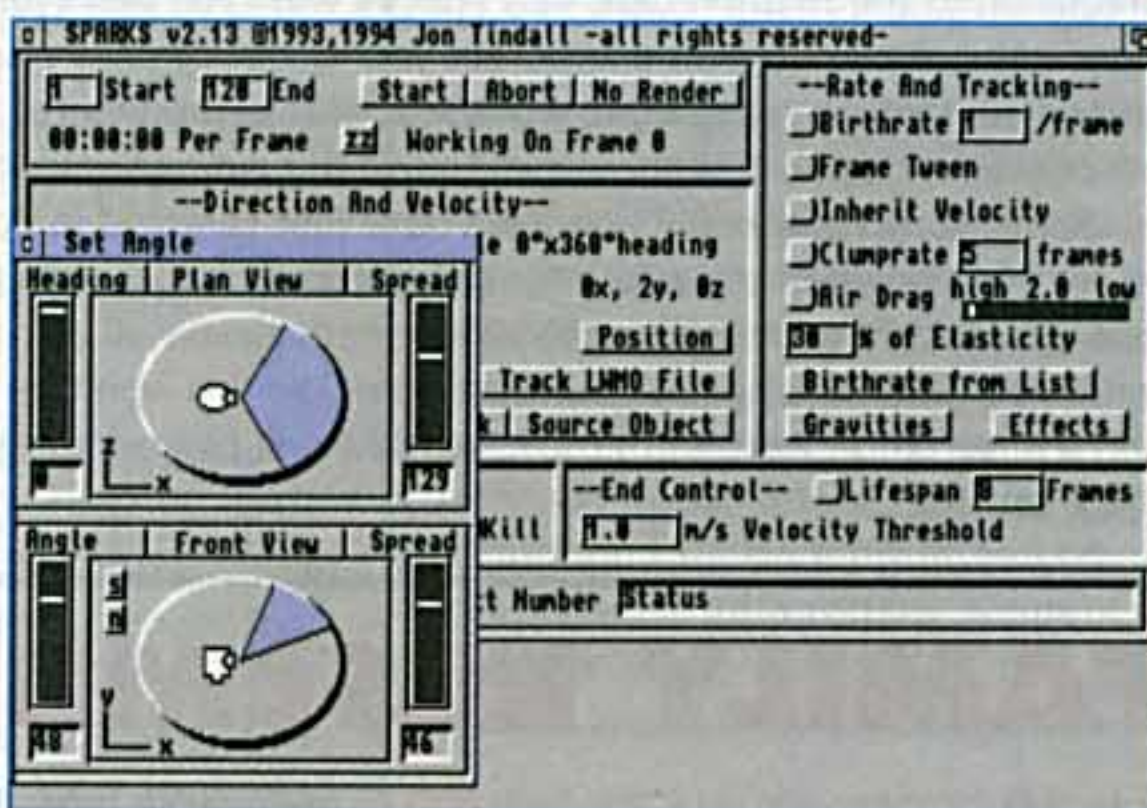 SPARKS v2.13 @1993,1994 Jon Tindall -all rights reserved-
1 Start 120 End Start Abort No Render
00:00:00 Per Frame zz Working On Frame 0
--Direction And Velocity--
0°x360°heading
0x, 2y, 0z
Position
Track LWMO File
Source Object
--Rate And Tracking--
Birthrate 1 /frame
Frame Tween
Inherit Velocity
Clumprate 5 frames
Air Drag high 2.0 low
30 % of Elasticity
Birthrate from List
Gravities Effects
Set Angle
Heading Plan View Spread
z
x
0 129
Angle Front View Spread
s
n
y
x
48 46
Kill
--End Control-- Lifespan 0 Frames
1.0 m/s Velocity Threshold
Number Status